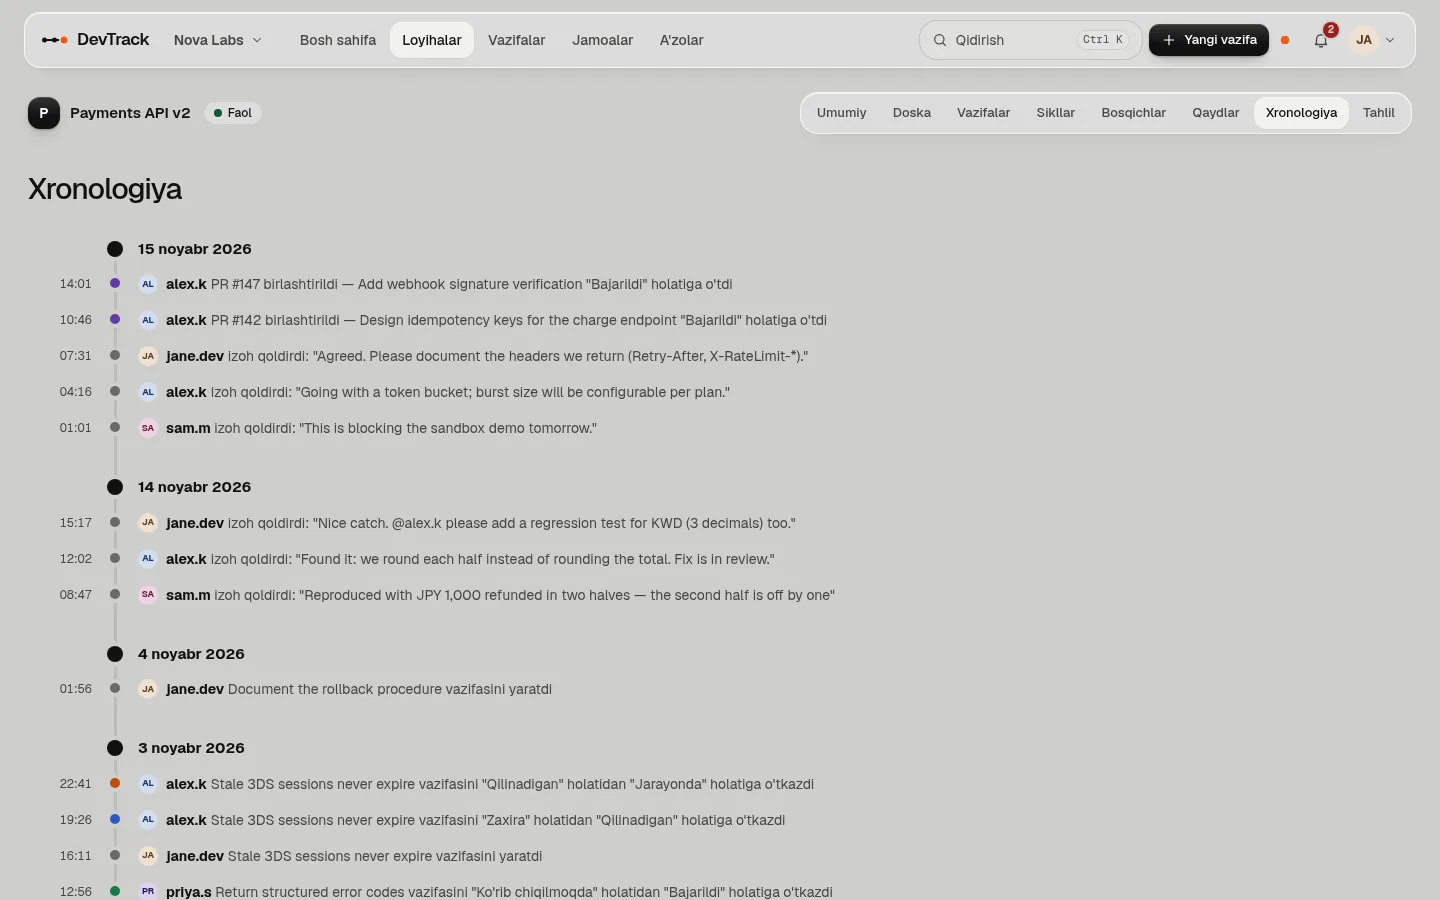 DevTrack Nova Labs Bosh sahifa Loyihalar Vazifalar Jamoalar A'zolar Qidirish Ctrl K Yangi vazifa 2 JA
P Payments API v2 Faol Umumiy Doska Vazifalar Sikllar Bosqichlar Qaydlar Xronologiya Tahlil
Xronologiya
15 noyabr 2026
14:01 AL alex.k PR #147 birlashtirildi — Add webhook signature verification "Bajarildi" holatiga o'tdi
10:46 AL alex.k PR #142 birlashtirildi — Design idempotency keys for the charge endpoint "Bajarildi" holatiga o'tdi
07:31 JA jane.dev izoh qoldirdi: "Agreed. Please document the headers we return (Retry-After, X-RateLimit-*)."
04:16 AL alex.k izoh qoldirdi: "Going with a token bucket; burst size will be configurable per plan."
01:01 SA sam.m izoh qoldirdi: "This is blocking the sandbox demo tomorrow."
14 noyabr 2026
15:17 JA jane.dev izoh qoldirdi: "Nice catch. @alex.k please add a regression test for KWD (3 decimals) too."
12:02 AL alex.k izoh qoldirdi: "Found it: we round each half instead of rounding the total. Fix is in review."
08:47 SA sam.m izoh qoldirdi: "Reproduced with JPY 1,000 refunded in two halves — the second half is off by one"
4 noyabr 2026
01:56 JA jane.dev Document the rollback procedure vazifasini yaratdi
3 noyabr 2026
22:41 AL alex.k Stale 3DS sessions never expire vazifasini "Qilinadigan" holatidan "Jarayonda" holatiga o'tkazdi
19:26 AL alex.k Stale 3DS sessions never expire vazifasini "Zaxira" holatidan "Qilinadigan" holatiga o'tkazdi
16:11 JA jane.dev Stale 3DS sessions never expire vazifasini yaratdi
12:56 PR priya.s Return structured error codes vazifasini "Ko'rib chiqilmoqda" holatidan "Bajarildi" holatiga o'tkazdi